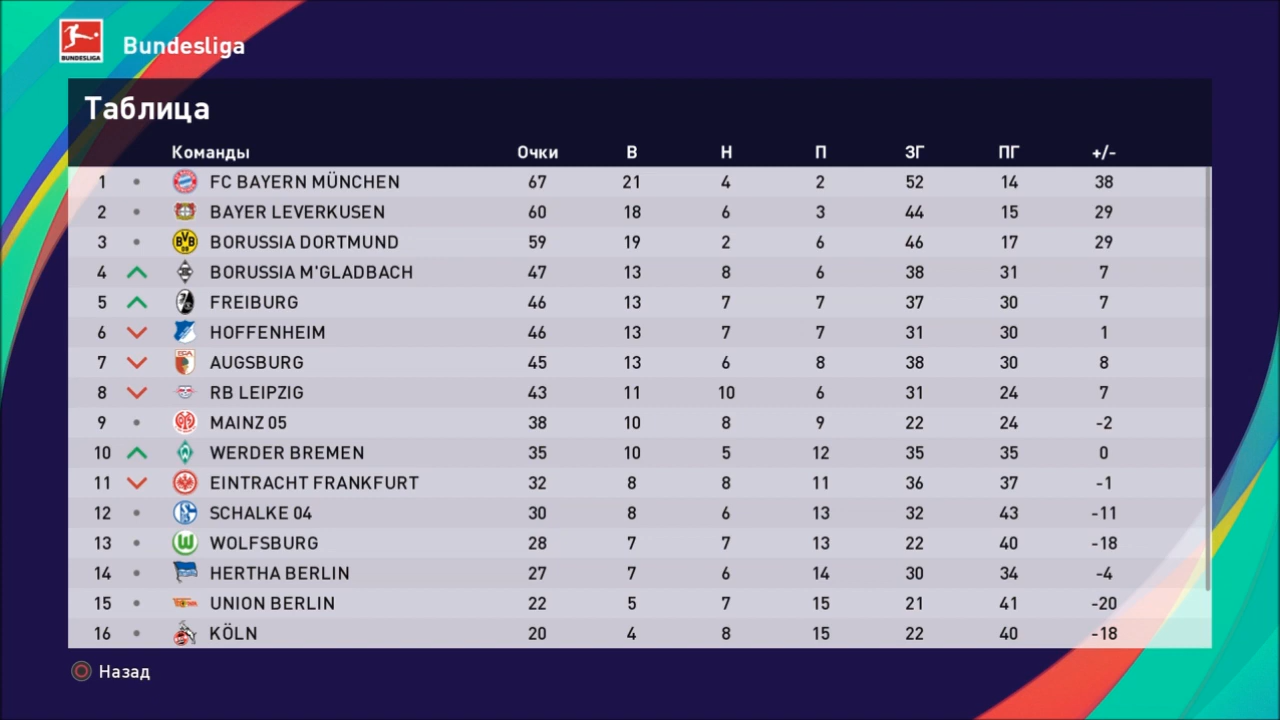 BUNDESLIGA
Bundesliga
Таблица
Команды Очки В Н П ЗГ ПГ +/-
1 FC BAYERN MÜNCHEN 67 21 4 2 52 14 38
2 BAYER LEVERKUSEN 60 18 6 3 44 15 29
3 BORUSSIA DORTMUND 59 19 2 6 46 17 29
4 BORUSSIA M'GLADBACH 47 13 8 6 38 31 7
5 FREIBURG 46 13 7 7 37 30 7
6 HOFFENHEIM 46 13 7 7 31 30 1
7 AUGSBURG 45 13 6 8 38 30 8
8 RB LEIPZIG 43 11 10 6 31 24 7
9 MAINZ 05 38 10 8 9 22 24 -2
10 WERDER BREMEN 35 10 5 12 35 35 0
11 EINTRACHT FRANKFURT 32 8 8 11 36 37 -1
12 SCHALKE 04 30 8 6 13 32 43 -11
13 WOLFSBURG 28 7 7 13 22 40 -18
14 HERTHA BERLIN 27 7 6 14 30 34 -4
15 UNION BERLIN 22 5 7 15 21 41 -20
16 KÖLN 20 4 8 15 22 40 -18
Назад